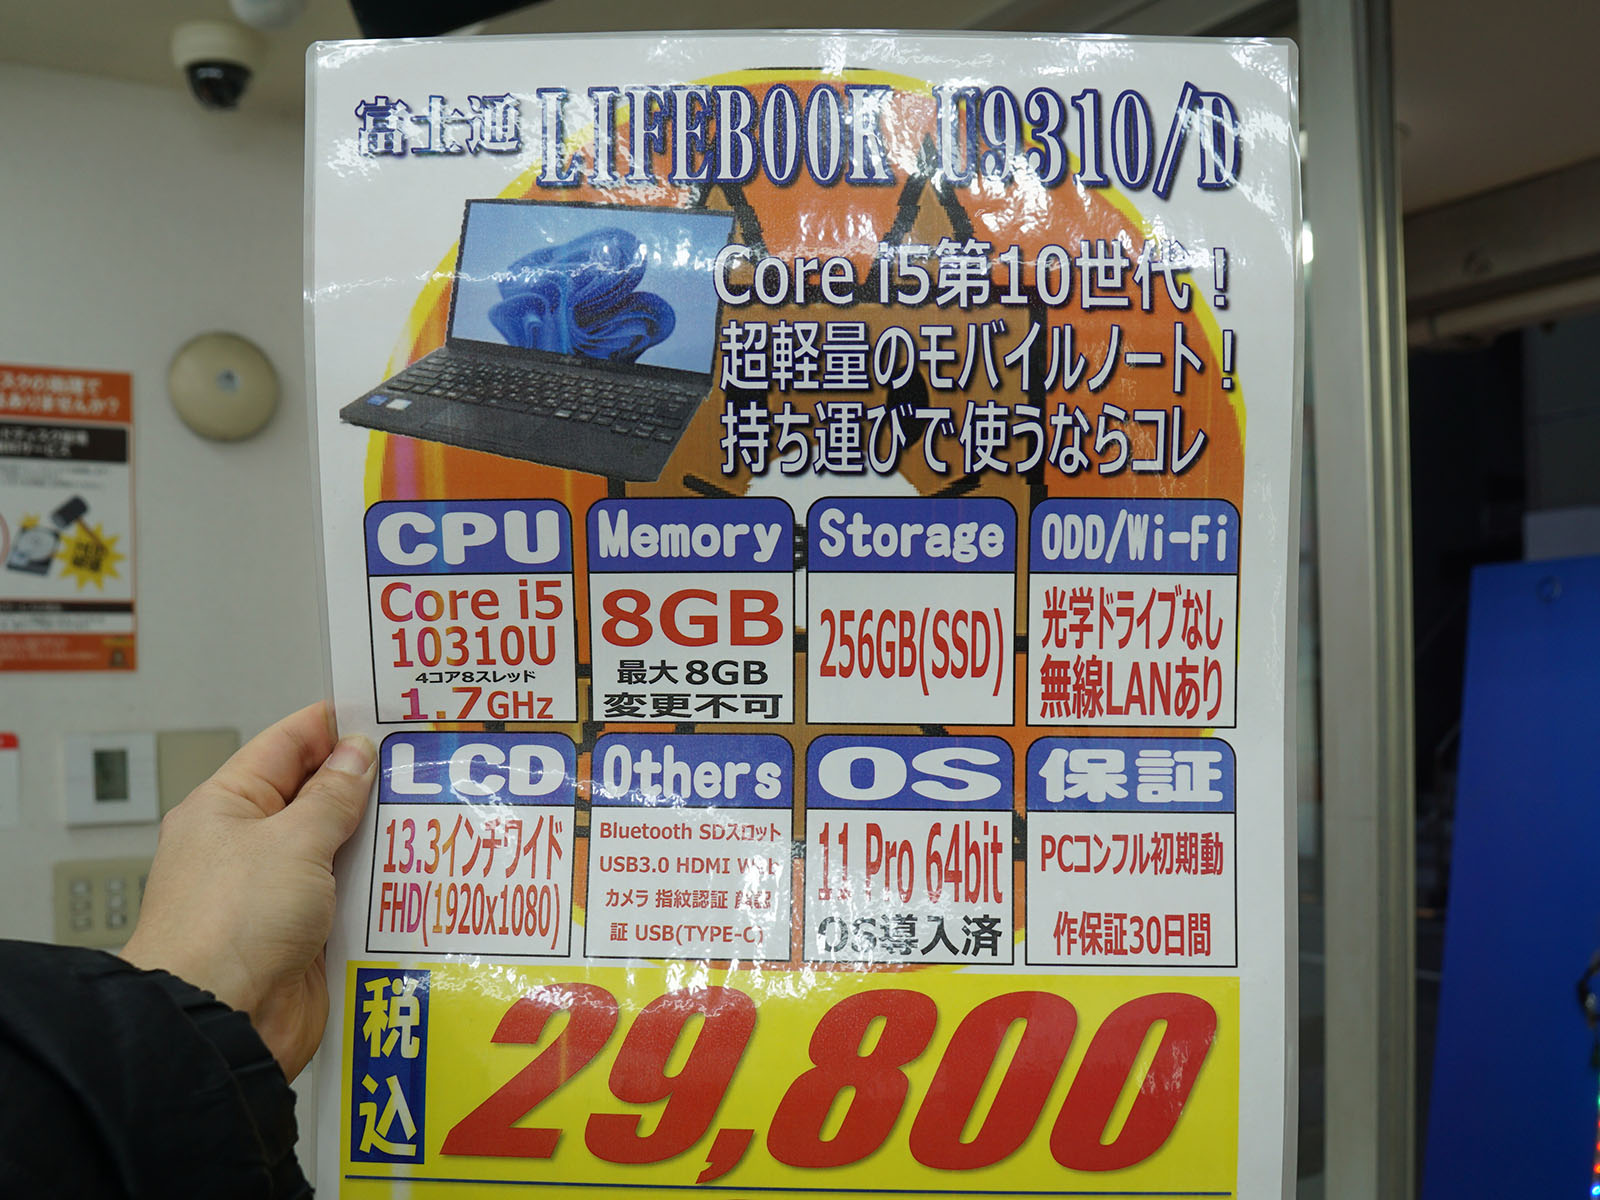 富士通 LIFEBOOK U9310/D
Core i5第10世代！
超軽量のモバイルノート！
持ち運びで使うならコレ
CPU
Core i5
10310U
4コア8スレッド
1.7GHz
Memory
8GB
最大8GB
変更不可
Storage
256GB(SSD)
ODD/Wi-Fi
光学ドライブなし
無線LANあり
LCD
13.3インチワイド
FHD(1920x1080)
Others
Bluetooth SDスロット
USB3.0 HDMI Web
カメラ 指紋認証 顔認
証 USB(TYPE-C)
OS
11 Pro 64bit
OS導入済
保証
PCコンフル初期動
作保証30日間
税込
29,800